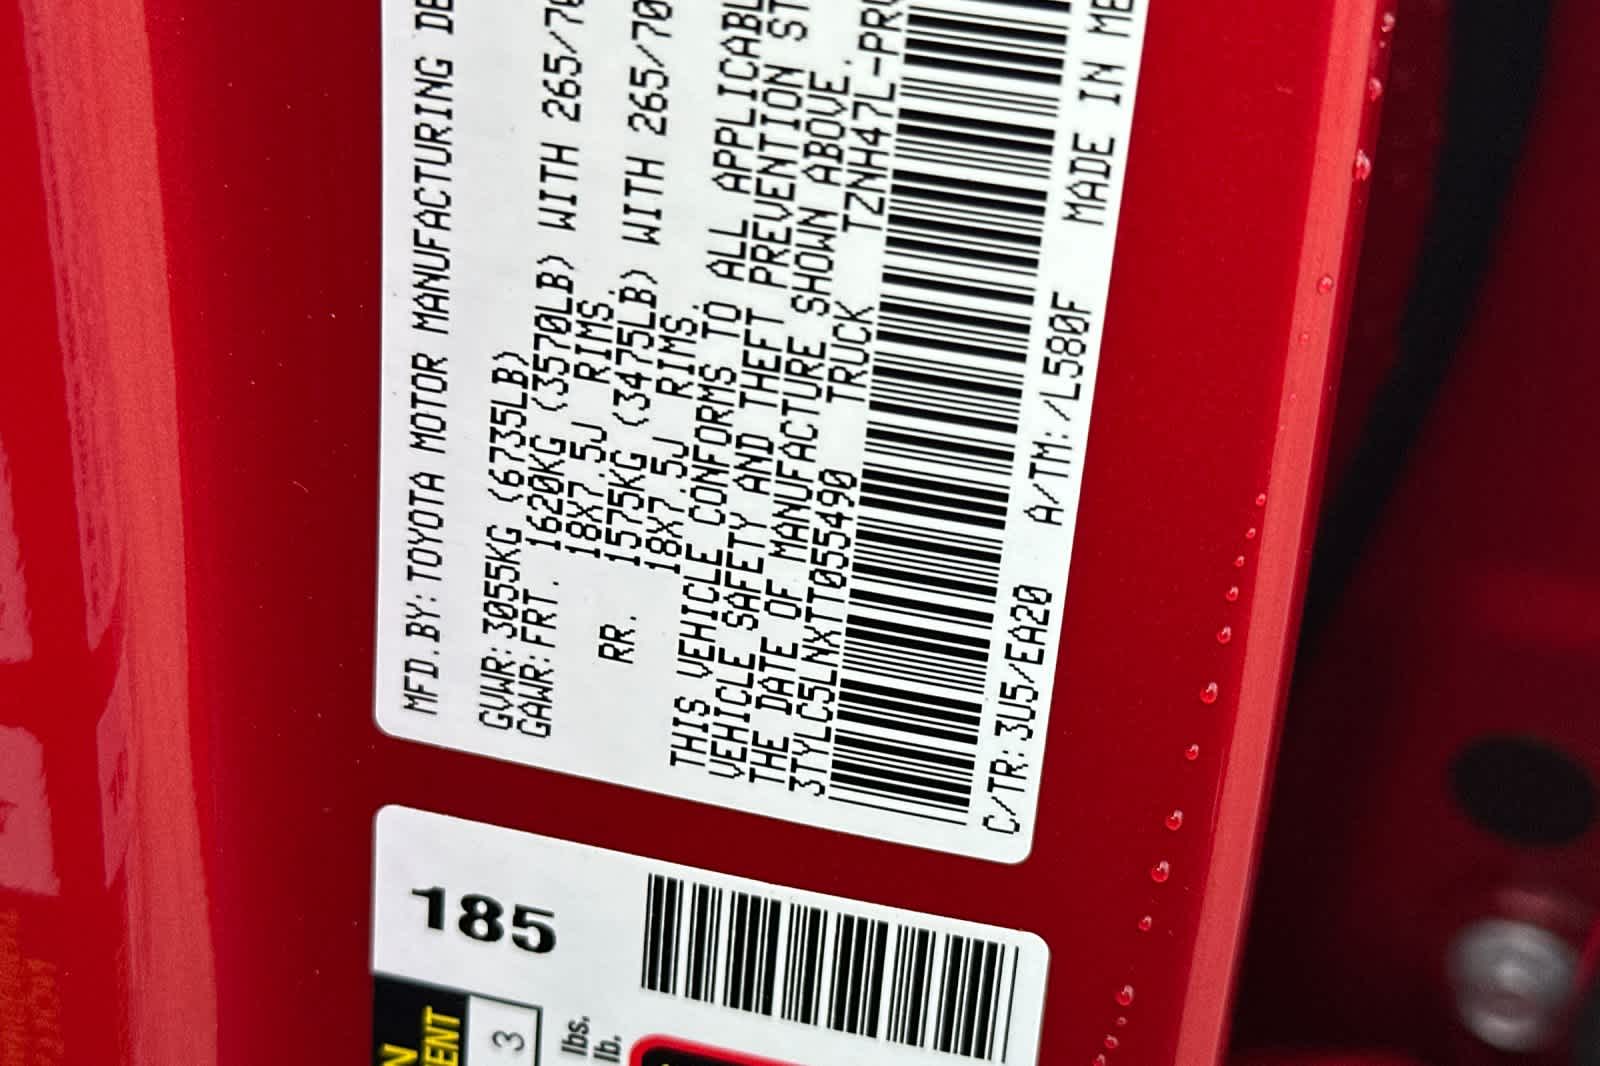 MFD.BY:TOYOTA MOTOR MANUFACTURING DE
GVWR:3055KG (6735LB)
GAWR:FRT. 1620KG (3570LB) WITH 265/70
18X7.5J RIMS.
RR. 1575KG (3475LB) WITH 265/70
18X7.5J RIMS.
THIS VEHICLE CONFORMS TO ALL APPLICABL
VEHICLE SAFETY AND THEFT PREVENTION ST
THE DATE OF MANUFACTURE SHOWN ABOVE.
3TYLC5LNXTT055490 TRUCK TZNH47L-PRU
C/TR:3U5/EA20 A/TM:/L580F MADE IN ME
185
3
lbs.
lb.